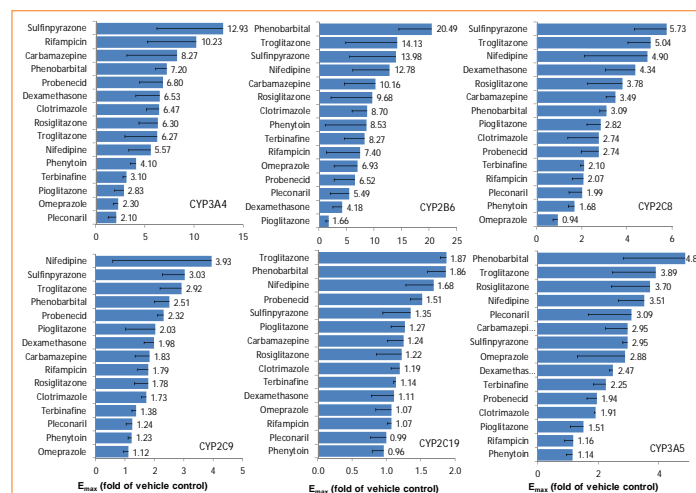 Sulfinpyrazone 12.93
Rifampicin 10.23
Carbamazepine 8.27
Phenobarbital 7.20
Probenecid 6.80
Dexamethasone 6.53
Clotrimazole 6.47
Rosiglitazone 6.30
Troglitazone 6.27
Nifedipine 5.57
Phenytoin 4.10
Terbinafine 3.10
Pioglitazone 2.83
Omeprazole 2.30
Pleconaril 2.10
CYP3A4
0 5 10 15
Phenobarbital 20.49
Troglitazone 14.13
Sulfinpyrazone 13.98
Nifedipine 12.78
Carbamazepine 10.16
Rosiglitazone 9.68
Clotrimazole 8.70
Phenytoin 8.53
Terbinafine 8.27
Rifampicin 7.40
Omeprazole 6.93
Probenecid 6.52
Pleconaril 5.49
Dexamethasone 4.18
Pioglitazone 1.66
CYP2B6
0 5 10 15 20 25
Sulfinpyrazone 5.73
Troglitazone 5.04
Nifedipine 4.90
Dexamethasone 4.34
Rosiglitazone 3.78
Carbamazepine 3.49
Phenobarbital 3.09
Pioglitazone 2.82
Clotrimazole 2.74
Probenecid 2.74
Terbinafine 2.10
Rifampicin 2.07
Pleconaril 1.99
Phenytoin 1.68
Omeprazole 0.94
CYP2C8
0 2 4 6 8
Nifedipine 3.93
Sulfinpyrazone 3.03
Troglitazone 2.92
Phenobarbital 2.51
Probenecid 2.32
Pioglitazone 2.03
Dexamethasone 1.98
Carbamazepine 1.83
Rifampicin 1.79
Rosiglitazone 1.78
Clotrimazole 1.73
Terbinafine 1.38
Pleconaril 1.24
Phenytoin 1.23
Omeprazole 1.12
CYP2C9
0 1 2 3 4 5
Emax (fold of vehicle control)
Troglitazone 1.87
Phenobarbital 1.86
Nifedipine 1.68
Probenecid 1.51
Sulfinpyrazone 1.35
Pioglitazone 1.27
Carbamazepine 1.24
Rosiglitazone 1.22
Clotrimazole 1.19
Terbinafine 1.14
Dexamethasone 1.11
Omeprazole 1.07
Rifampicin 1.07
Pleconaril 0.99
Phenytoin 0.96
CYP2C19
0.0 0.5 1.0 1.5 2.0
Emax (fold of vehicle control)
Phenobarbital 4.8
Troglitazone 3.89
Rosiglitazone 3.70
Nifedipine 3.51
Pleconaril 3.09
Carbamazepi... 2.95
Sulfinpyrazone 2.95
Omeprazole 2.88
Dexamethas... 2.47
Terbinafine 2.25
Probenecid 1.94
Clotrimazole 1.91
Pioglitazone 1.51
Rifampicin 1.16
Phenytoin 1.14
CYP3A5
0 2 4
Emax (fold of vehicle control)